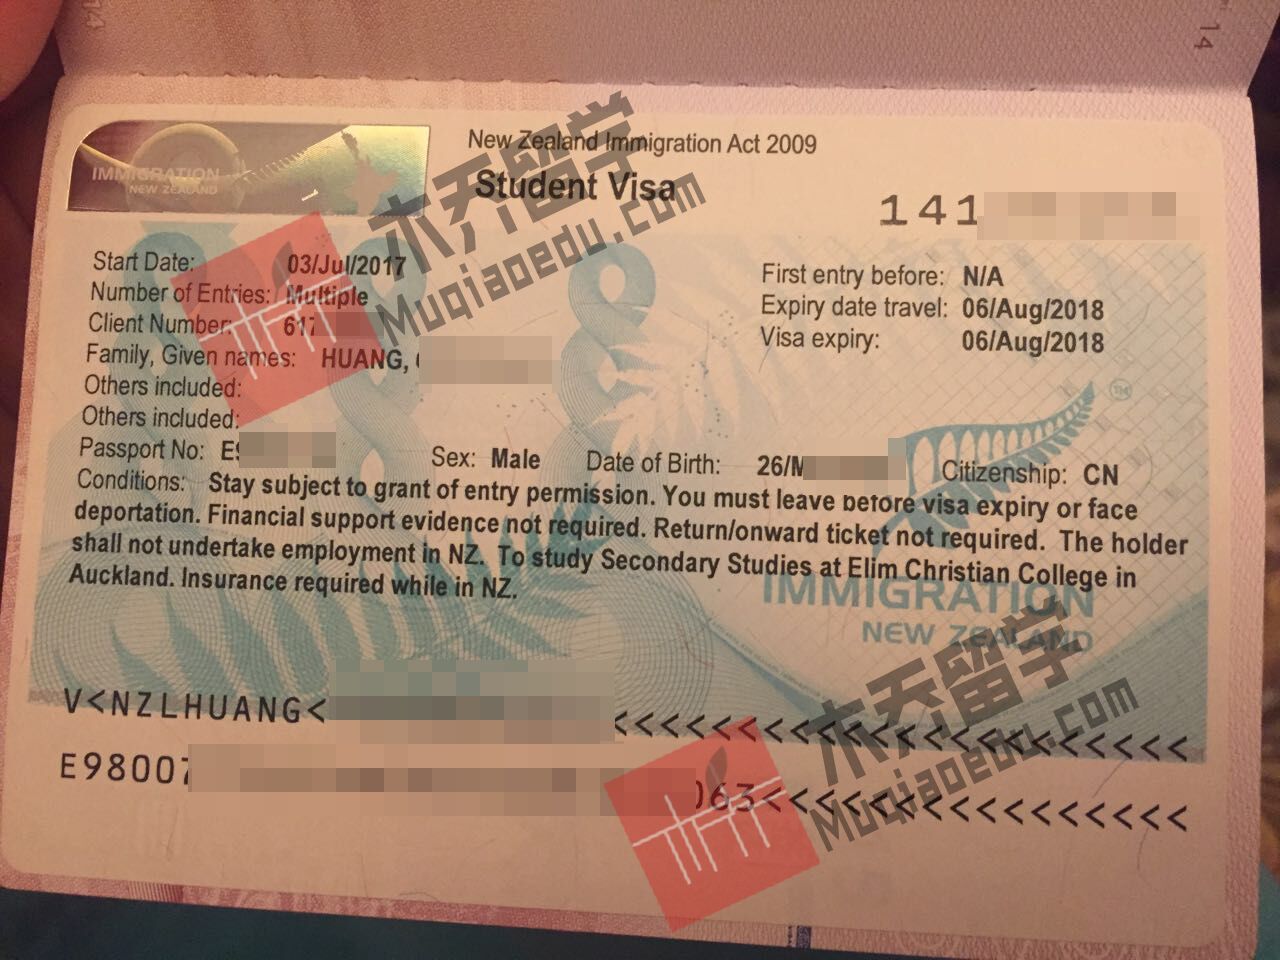 14
14
IMMIGRATION
NEW ZEALAND
New Zealand Immigration Act 2009
Student Visa
141
Start Date: 03/Jul/2017
First entry before: N/A
Number of Entries: Multiple
Expiry date travel: 06/Aug/2018
Client Number: 617
Visa expiry: 06/Aug/2018
Family, Given names: HUANG,
Others included:
Others included:
TM
Passport No: E
Sex: Male
Date of Birth: 26/M
Citizenship: CN
Conditions: Stay subject to grant of entry permission. You must leave before visa expiry or face
deportation. Financial support evidence not required. Return/onward ticket not required. The holder
shall not undertake employment in NZ. To study Secondary Studies at Elim Christian College in
Auckland. Insurance required while in NZ.
IMMIGRATION
NEW ZEALAND
V<NZLHUANG<
<<<<<<<<<<<<<<<<<<<<<<
E98007
063<<<<<<<<<<<<<<<<
木乔留学
Muqiaoedu.com
木乔留学
Muqiaoedu.com